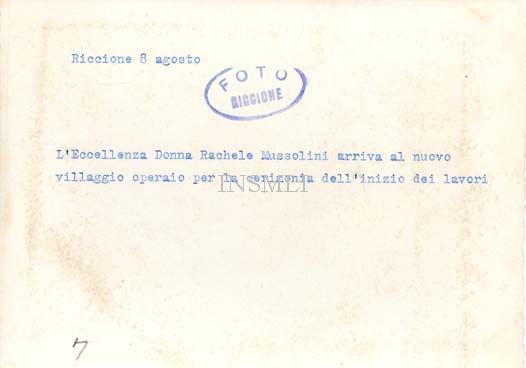 Riccione 8 agosto
FOTO
RICCIONE
L'Eccellenza Donna Rachele Mussolini arriva al nuovo
villaggio operaio per la cerimonia dell'inizio dei lavori
INSMLI
7